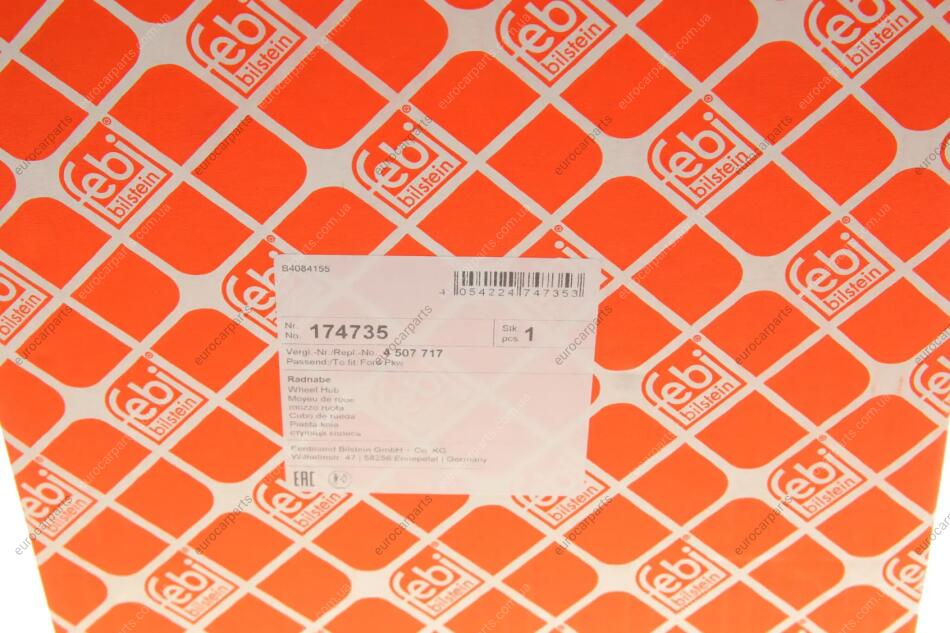 febi
bilstein
B4084155
4 054224 747353
Nr.
No. 174735
Stk
pcs. 1
Vergl.-Nr./Repl.-No. 4 507 717
Passend:/To fit: Ford Pkw
Radnabe
Wheel Hub
Moyeu de roue
mozzo ruota
Cubo de rueda
Piasta koła
ступица колеса
Ferdinand Bilstein GmbH + Co. KG
Wilhelmstr. 47 | 58256 Ennepetal | Germany
EAC
eurocarparts.com.ua